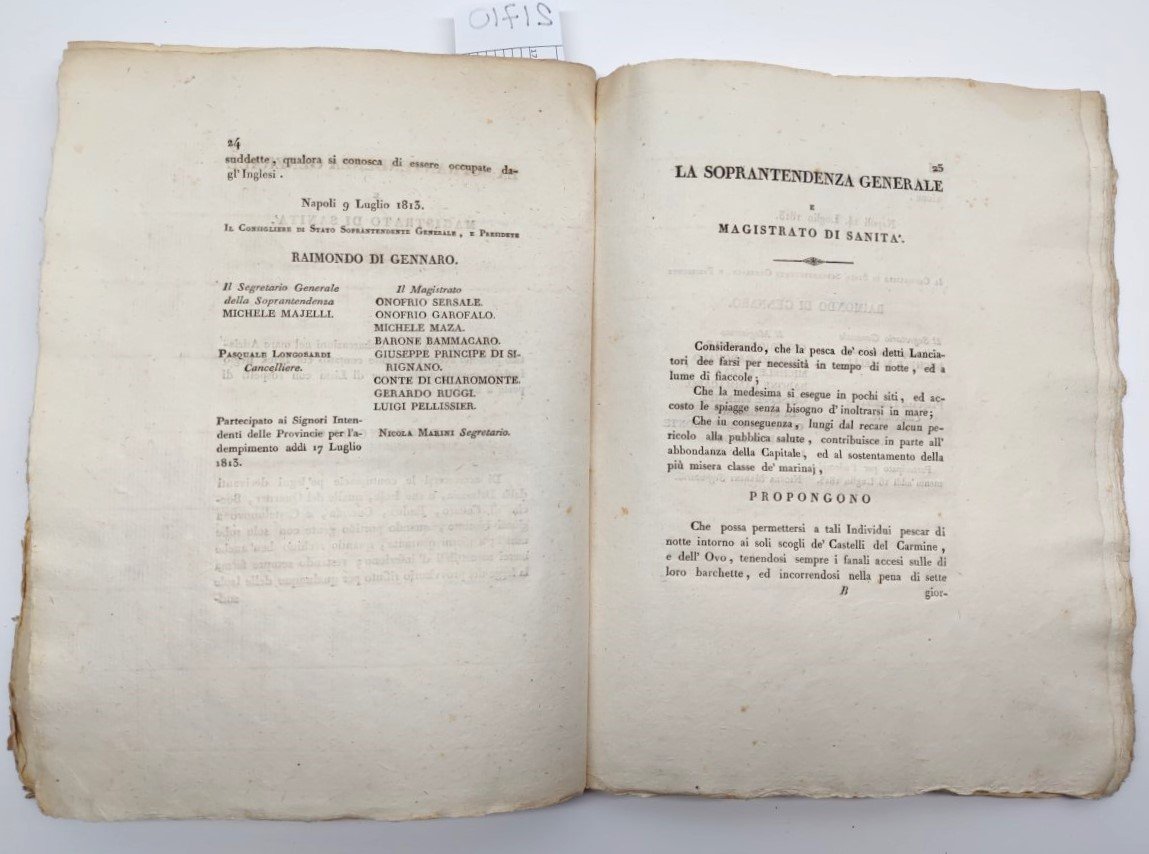 24
suddette, qualora si conosca di essere occupate da-
gl' Inglesi.
Napoli 9 Luglio 1813.
IL CONSIGLIERE DI STATO SOPRANTENDENTE GENERALE, E PRESIDETE
RAIMONDO DI GENNARO.
Il Segretario Generale
della Soprantendenza
MICHELE MAJELLI.
PASQUALE LONGOBARDI
Cancelliere.
Il Magistrato
ONOFRIO SERSALE.
ONOFRIO GAROFALO.
MICHELE MAZA.
BARONE BAMMACARO.
GIUSEPPE PRINCIPE DI SI-
RIGNANO.
CONTE DI CHIAROMONTE.
GERARDO RUGGI.
LUIGI PELLISSIER.
Partecipato ai Signori Inten-
denti delle Provincie per l'a-
dempimento addì 17 Luglio
1813.
NICOLA MARINI Segretario.
25
LA SOPRANTENDENZA GENERALE
E
MAGISTRATO DI SANITA'.
Considerando, che la pesca de' così detti Lancia-
tori dee farsi per necessità in tempo di notte, ed a
lume di fiaccole;
Che la medesima si esegue in pochi siti, ed ac-
costo le spiagge senza bisogno d' inoltrarsi in mare;
Che in conseguenza, lungi dal recare alcun pe-
ricolo alla pubblica salute, contribuisce in parte all'
abbondanza della Capitale, ed al sostentamento della
più misera classe de' marinaj,
PROPONGONO
Che possa permettersi a tali Individui pescar di
notte intorno ai soli scogli de' Castelli del Carmine,
e dell' Ovo, tenendosi sempre i fanali accesi sulle di
loro barchette, ed incorrendosi nella pena di sette
B gior-